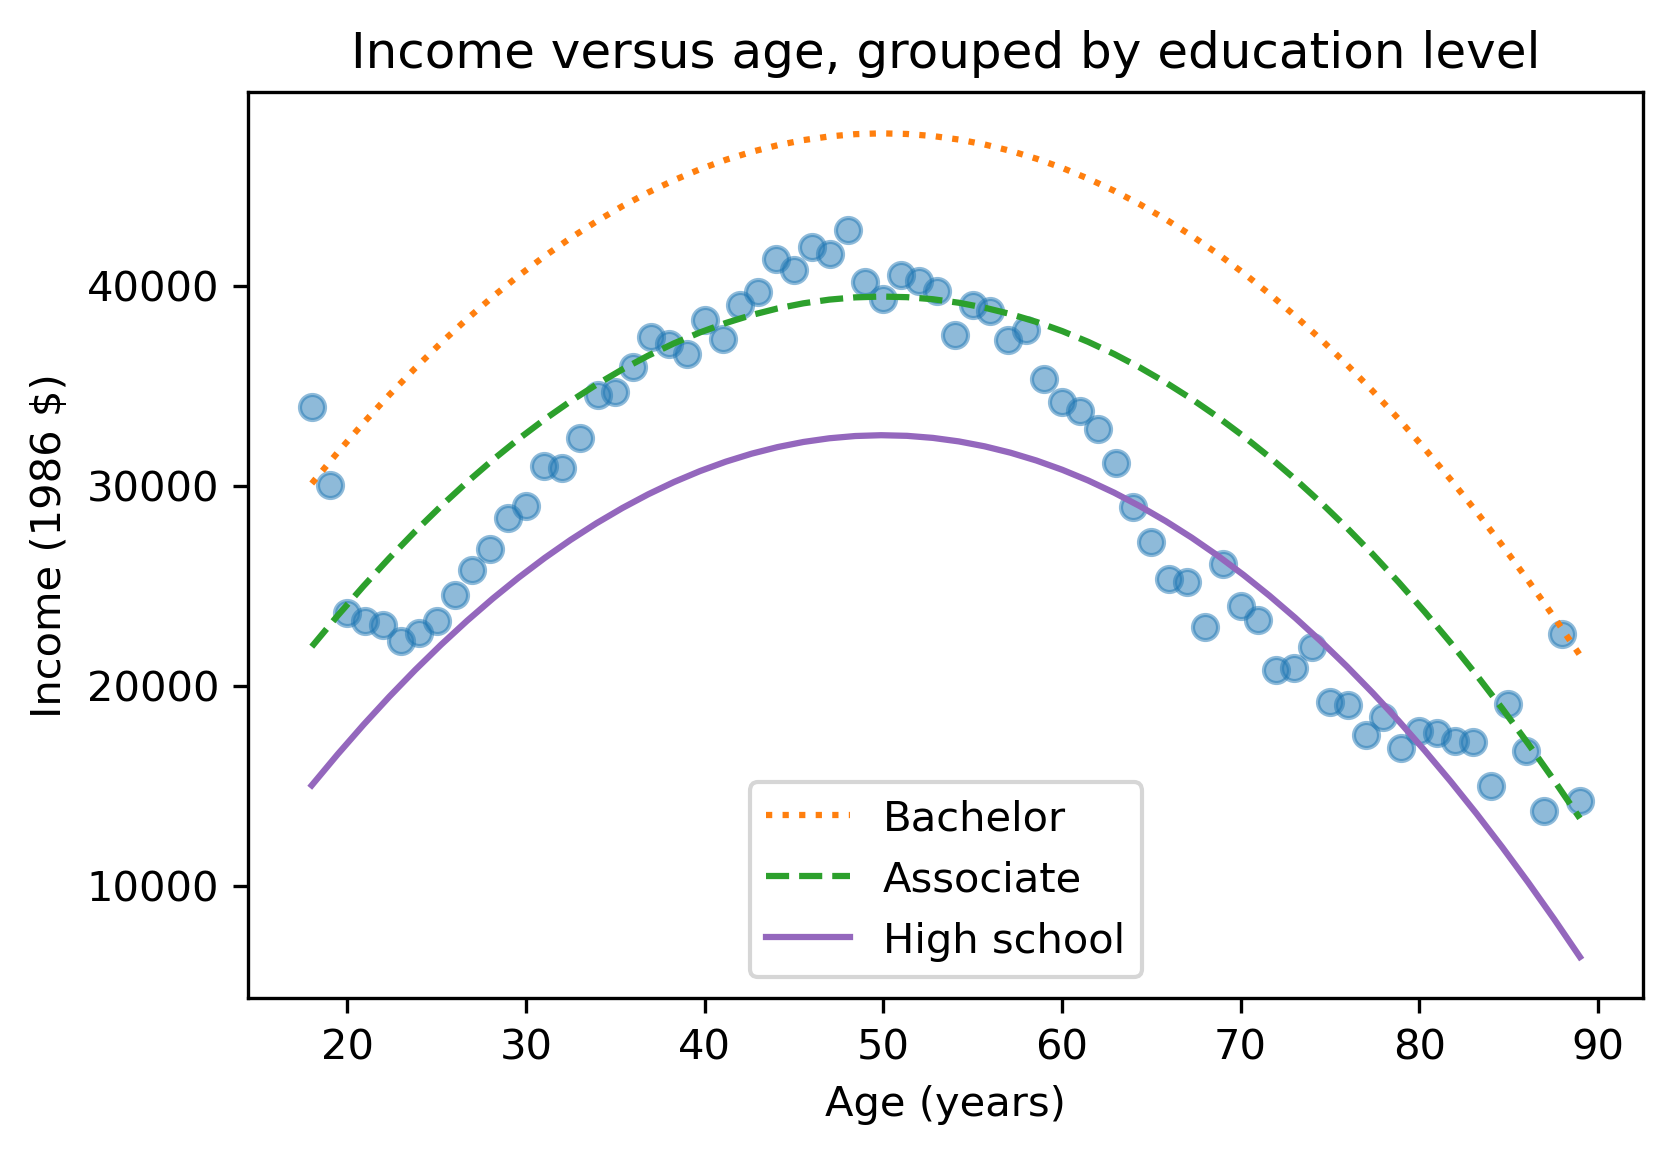 Income versus age, grouped by education level
Income (1986 $)
40000
30000
20000
10000
Bachelor
Associate
High school
20 30 40 50 60 70 80 90
Age (years)